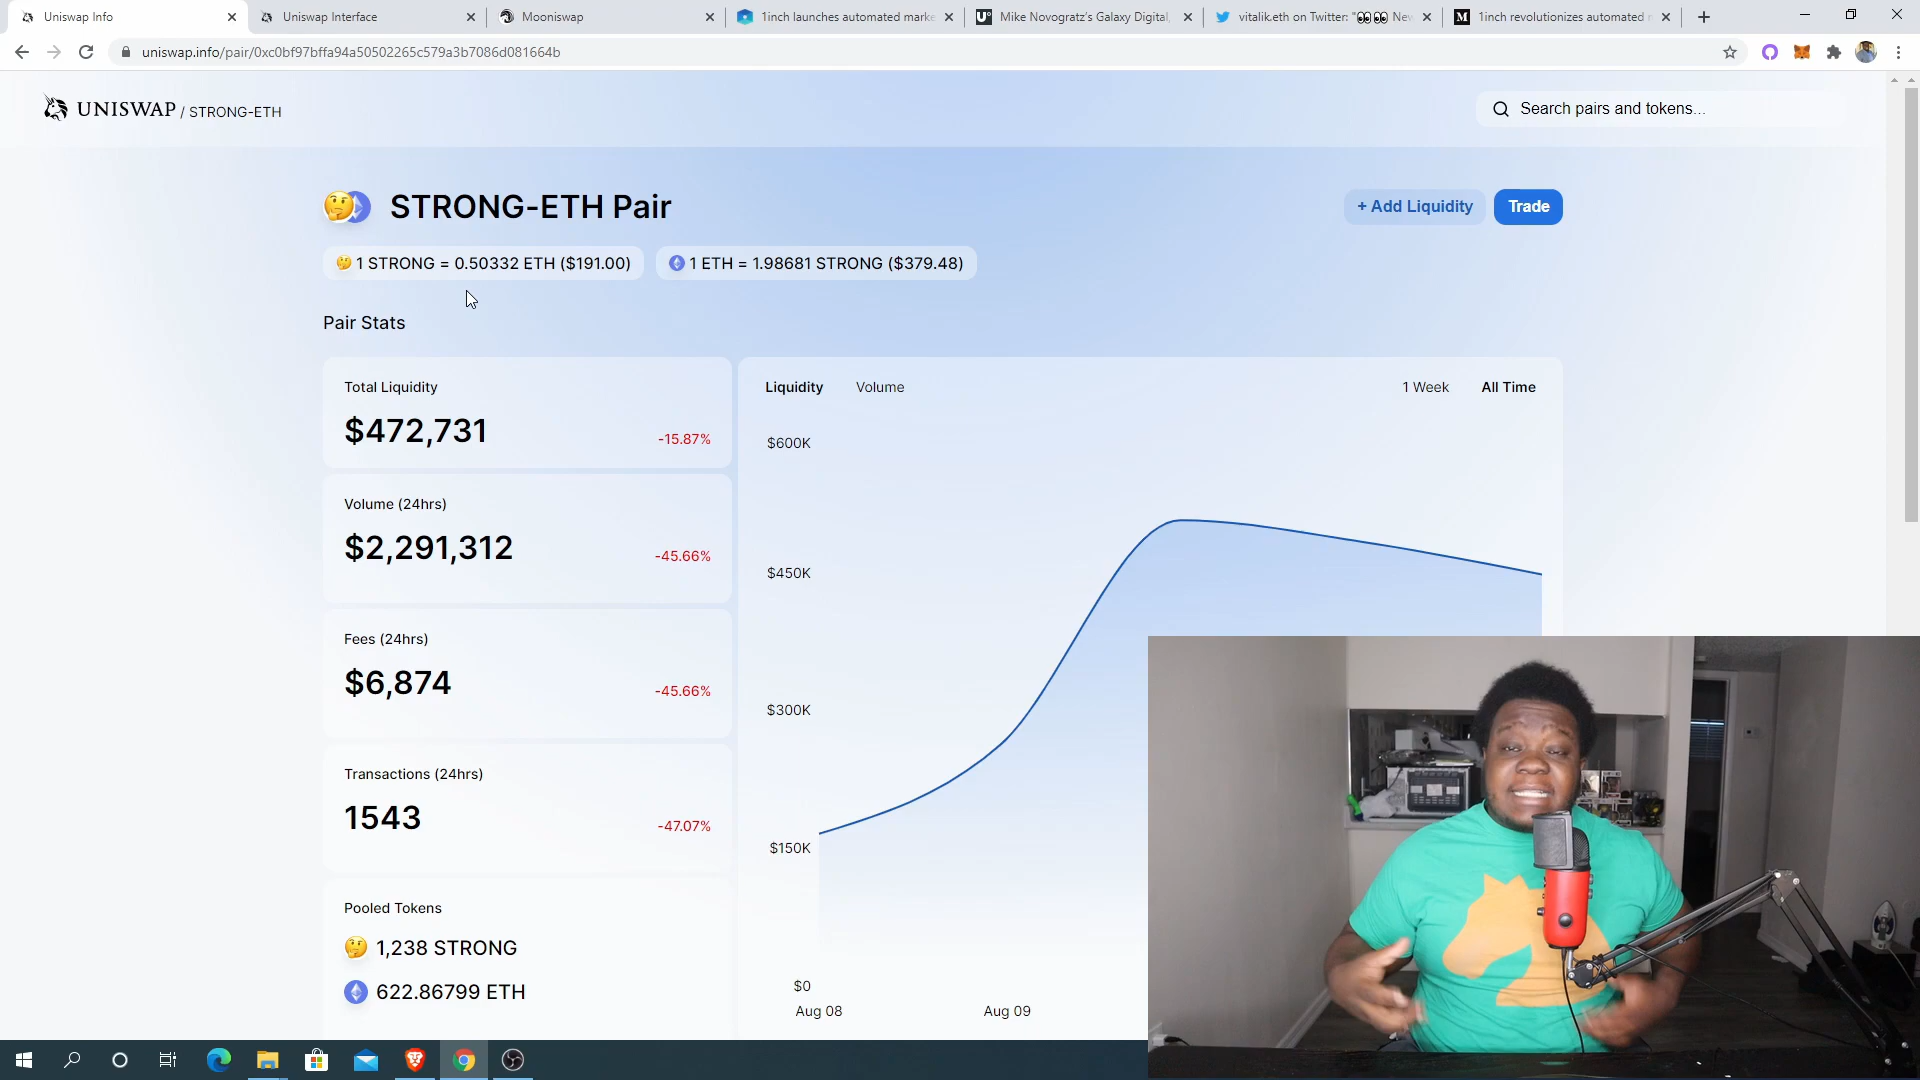 Uniswap Info
Uniswap Interface
Mooniswap
1inch launches automated marke
Mike Novogratz's Galaxy Digital,
vitalik.eth on Twitter: "👀👀 Nev
1inch revolutionizes automated r
uniswap.info/pair/0xc0bf97bffa94a50502265c579a3b7086d081664b
UNISWAP / STRONG-ETH
Search pairs and tokens...
STRONG-ETH Pair
+ Add Liquidity
Trade
1 STRONG = 0.50332 ETH ($191.00)
1 ETH = 1.98681 STRONG ($379.48)
Pair Stats
Total Liquidity
$472,731
-15.87%
Volume (24hrs)
$2,291,312
-45.66%
Fees (24hrs)
$6,874
-45.66%
Transactions (24hrs)
1543
-47.07%
Pooled Tokens
1,238 STRONG
622.86799 ETH
Liquidity
Volume
1 Week
All Time
$600K
$450K
$300K
$150K
$0
Aug 08
Aug 09